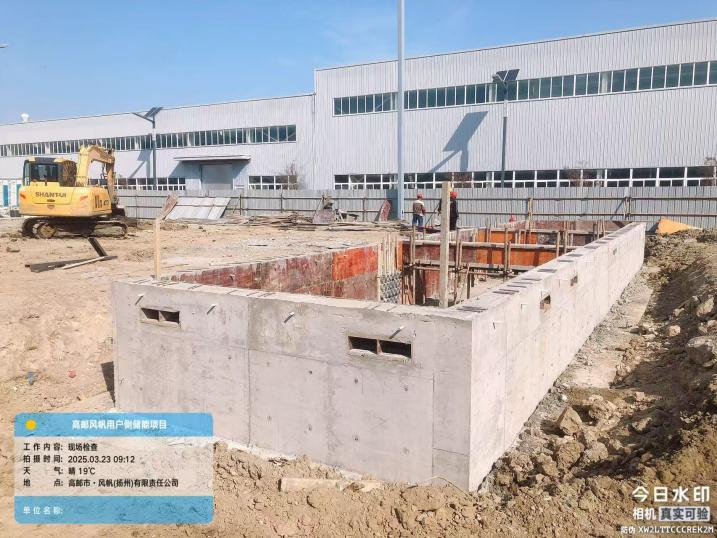 SHANTUI
高邮风帆用户侧储能项目
工作内容: 现场检查
拍摄时间: 2025.03.23 09:12
天 气: 晴 19℃
地 点: 高邮市·风帆(扬州)有限责任公司
单位名称:
今日水印
相机 真实可验
防伪 XW2LTTCCCREK2M